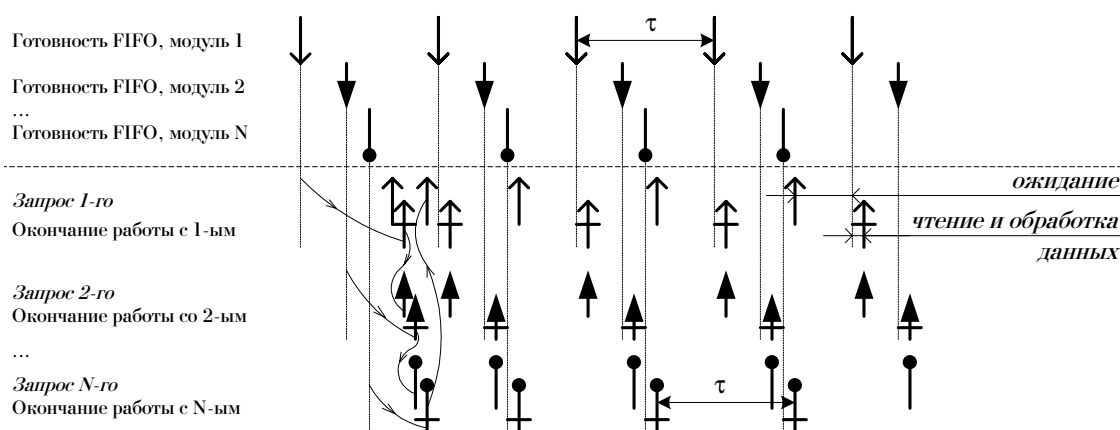 Готовность FIFO, модуль 1
τ
Готовность FIFO, модуль 2
...
Готовность FIFO, модуль N
ожидание
Запрос 1-го
Окончание работы с 1-ым
чтение и обработка
данных
Запрос 2-го
Окончание работы со 2-ым
...
Запрос N-го
τ
Окончание работы с N-ым